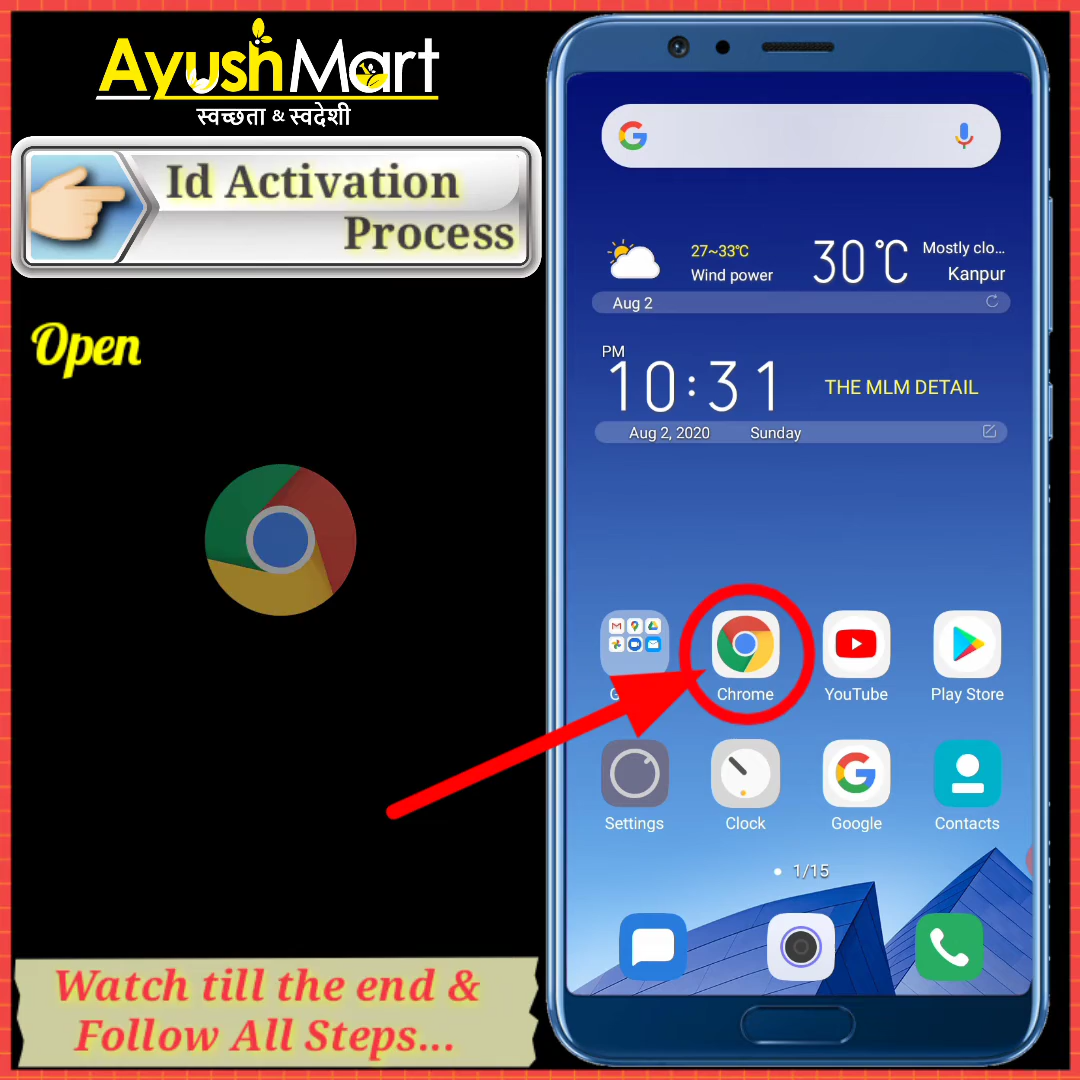 AyushMart
स्वच्छता & स्वदेशी
Id Activation
Process
Open
27~33℃
Wind power
30℃
Mostly clo...
Kanpur
Aug 2
PM
10:31
THE MLM DETAIL
Aug 2, 2020 Sunday
Chrome
YouTube
Play Store
Settings
Clock
Google
Contacts
1/15
Watch till the end &
Follow All Steps...